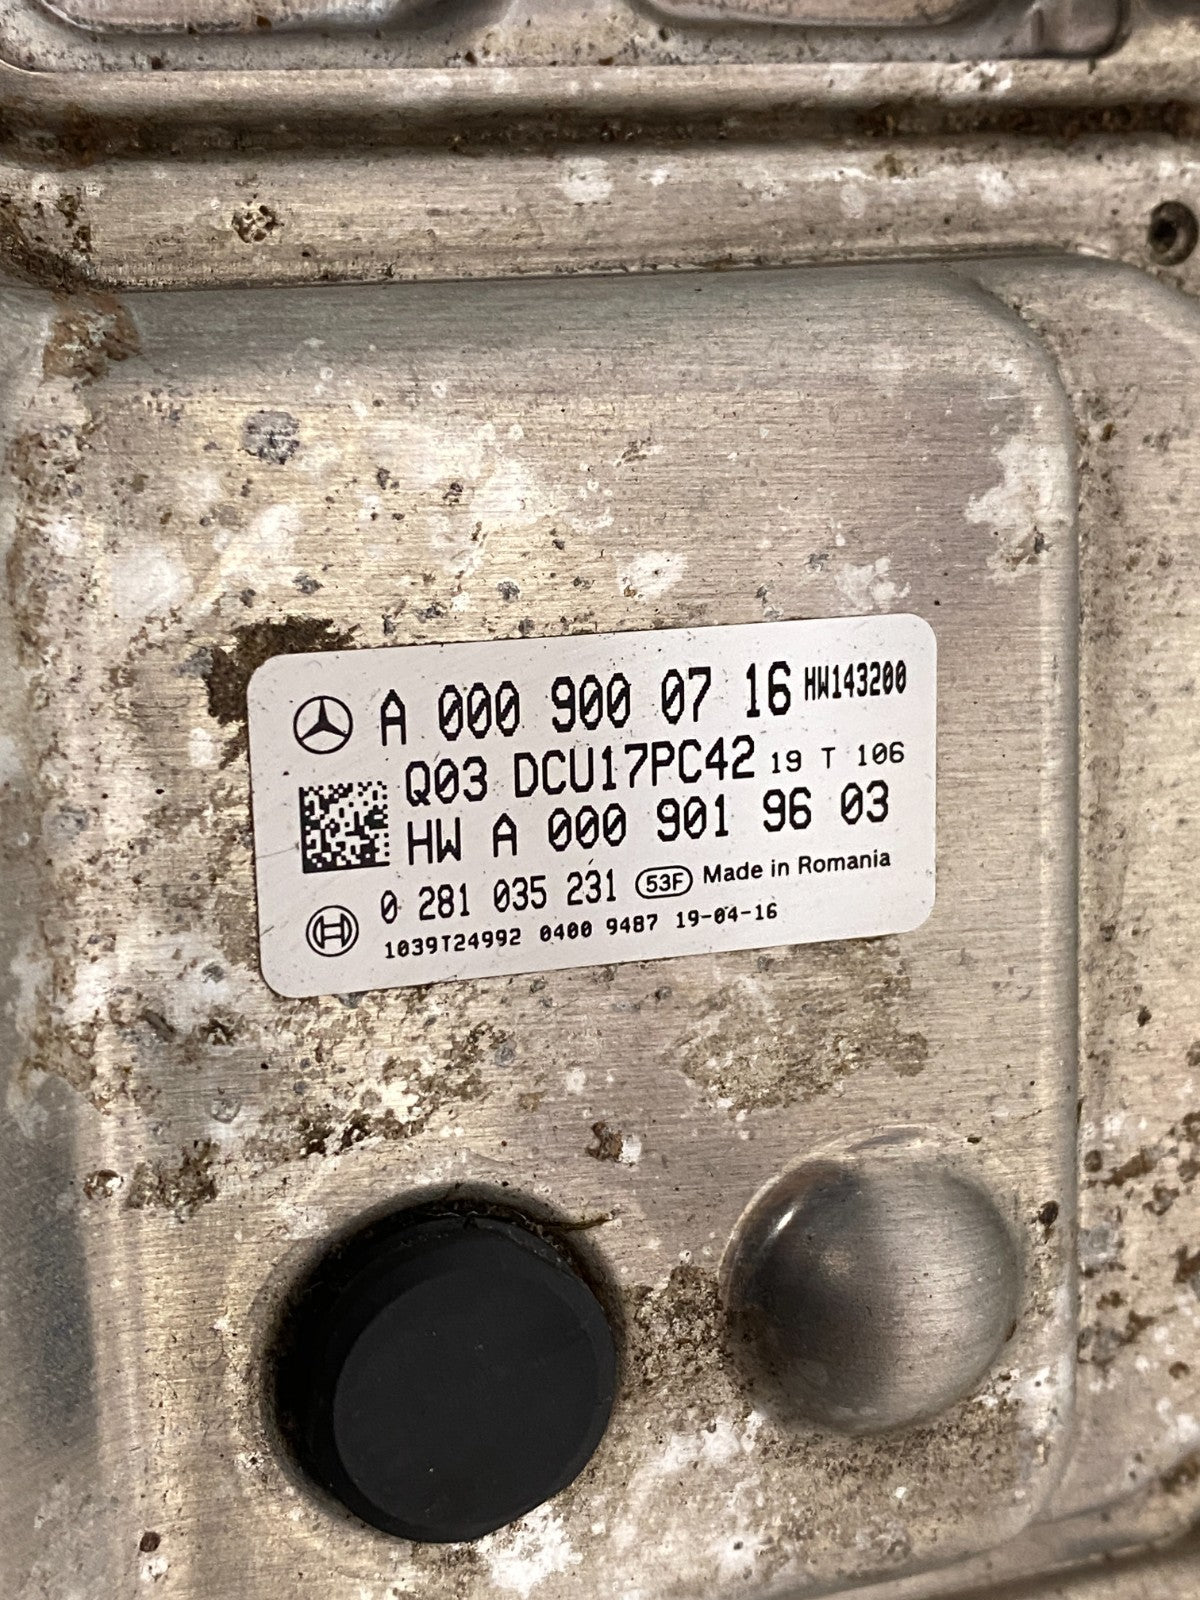 A 000 900 07 16 HW143200
Q03 DCU17PC42 19 T 106
HW A 000 901 96 03
0 281 035 231 53F Made in Romania
1039T24992 0400 9487 19-04-16